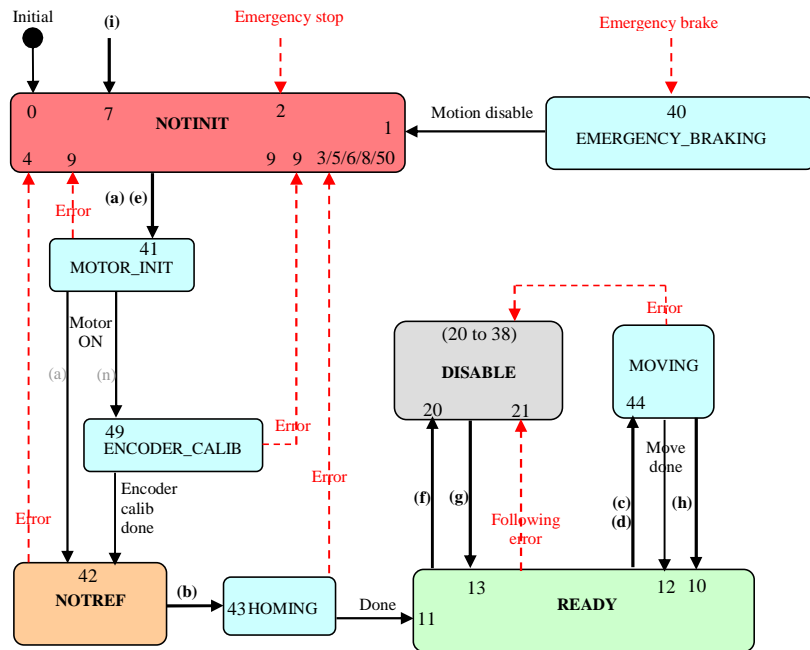 Initial
(i)
Emergency stop
Emergency brake
0
7
2
NOTINIT
1
4
9
9
9
3/5/6/8/50
Motion disable
40
EMERGENCY_BRAKING
Error
(a) (e)
41
MOTOR_INIT
Motor
ON
(a)
(n)
Error
(20 to 38)
DISABLE
20
21
MOVING
44
49
ENCODER_CALIB
Error
Encoder
calib
done
Error
Error
(f)
(g)
Following
error
(c)
(d)
Move
done
(h)
42
NOTREF
(b)
43
HOMING
Done
11
13
12
10
READY